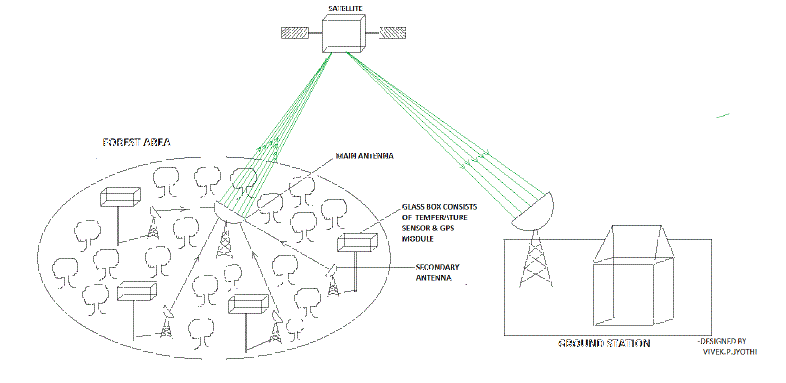 SATELLITE
FOREST AREA
MAIN ANTENNA
GLASS BOX CONSISTS
OF TEMFERATURE
SENSOR & GPS
MODULE
SECONDARY
ANTENNA
GROUND STATION
-DESIGNED BY
VIVEK.P.JYOTHI